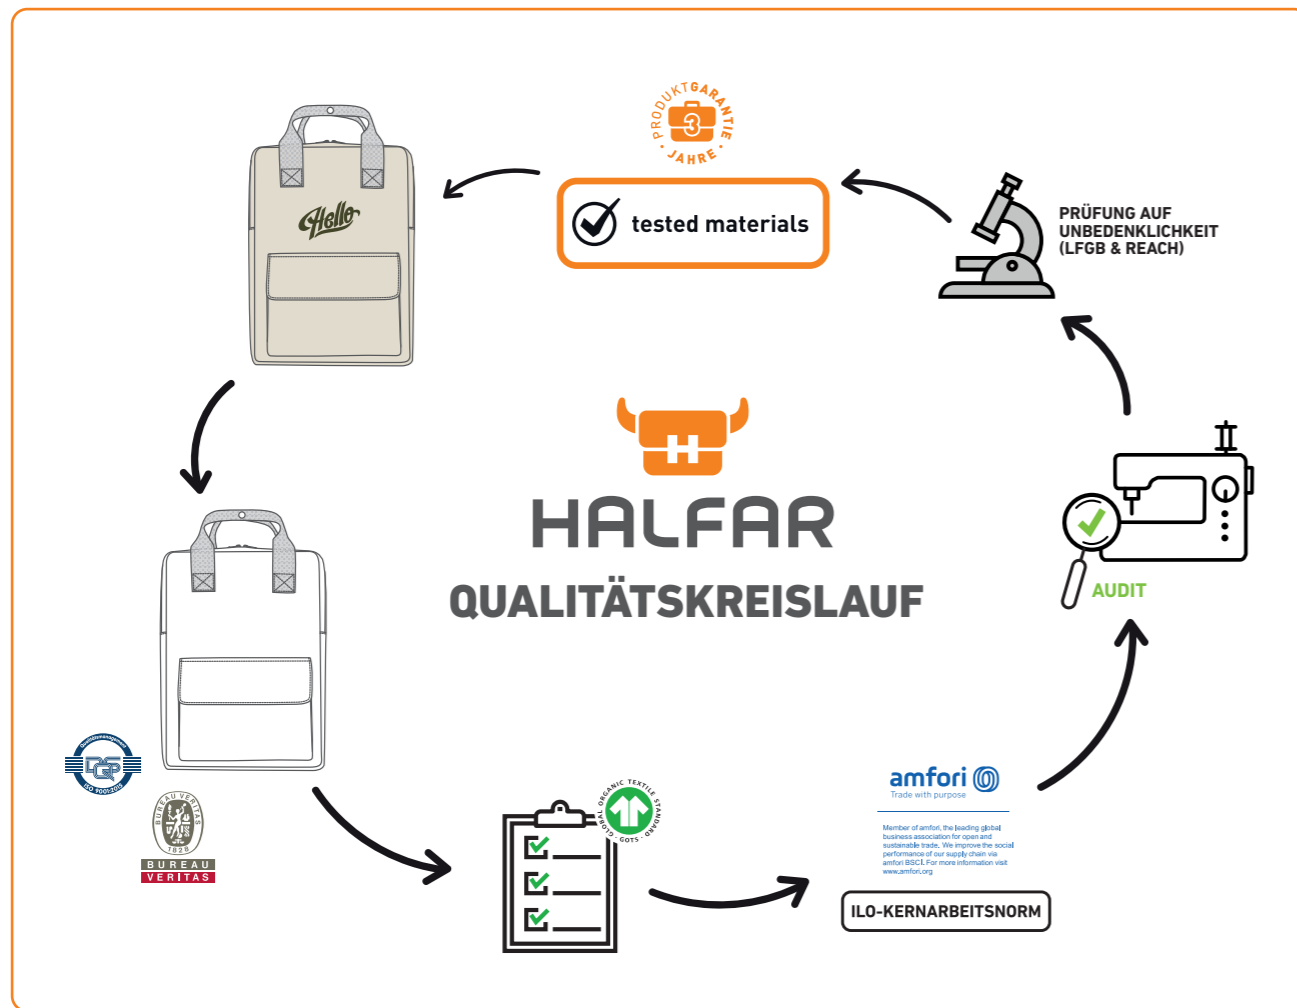 PRODUKTGARANTIE
3
· JAHRE ·
tested materials
Hello
PRÜFUNG AUF
UNBEDENKLICHKEIT
(LFGB & REACH)
H
HALFAR
QUALITÄTSKREISLAUF
AUDIT
Qualitätsmanagement
DQP
ISO 9001:2015
BUREAU VERITAS
1828
BUREAU
VERITAS
GLOBAL ORGANIC TEXTILE STANDARD
· GOTS ·
amfori
Trade with purpose
Member of amfori, the leading global
business association for open and
sustainable trade. We improve the social
performance of our supply chain via
amfori BSCI. For more information visit
www.amfori.org
ILO-KERNARBEITSNORM